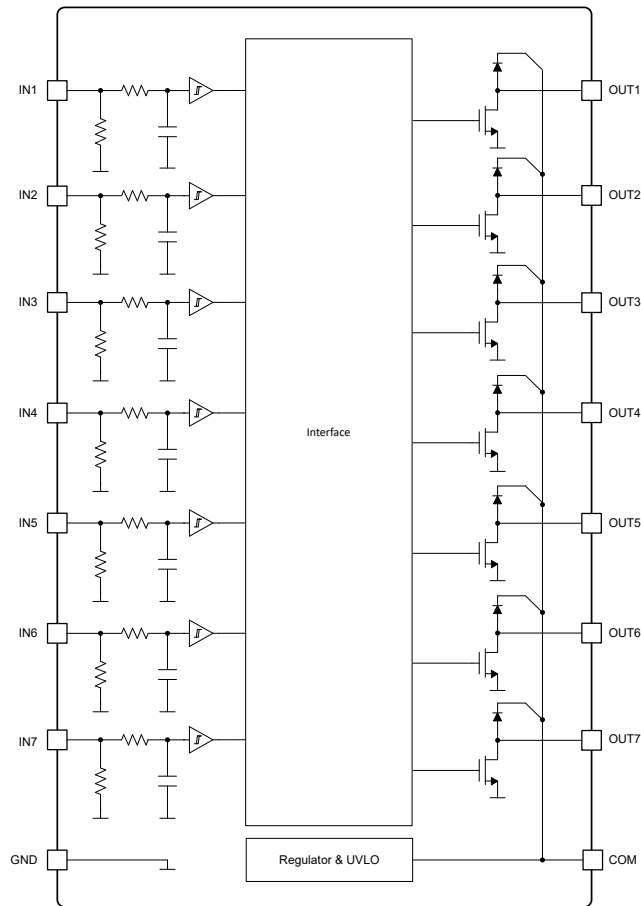 IN1
OUT1
IN2
OUT2
IN3
OUT3
IN4
OUT4
Interface
IN5
OUT5
IN6
OUT6
IN7
OUT7
GND
Regulator & UVLO
COM